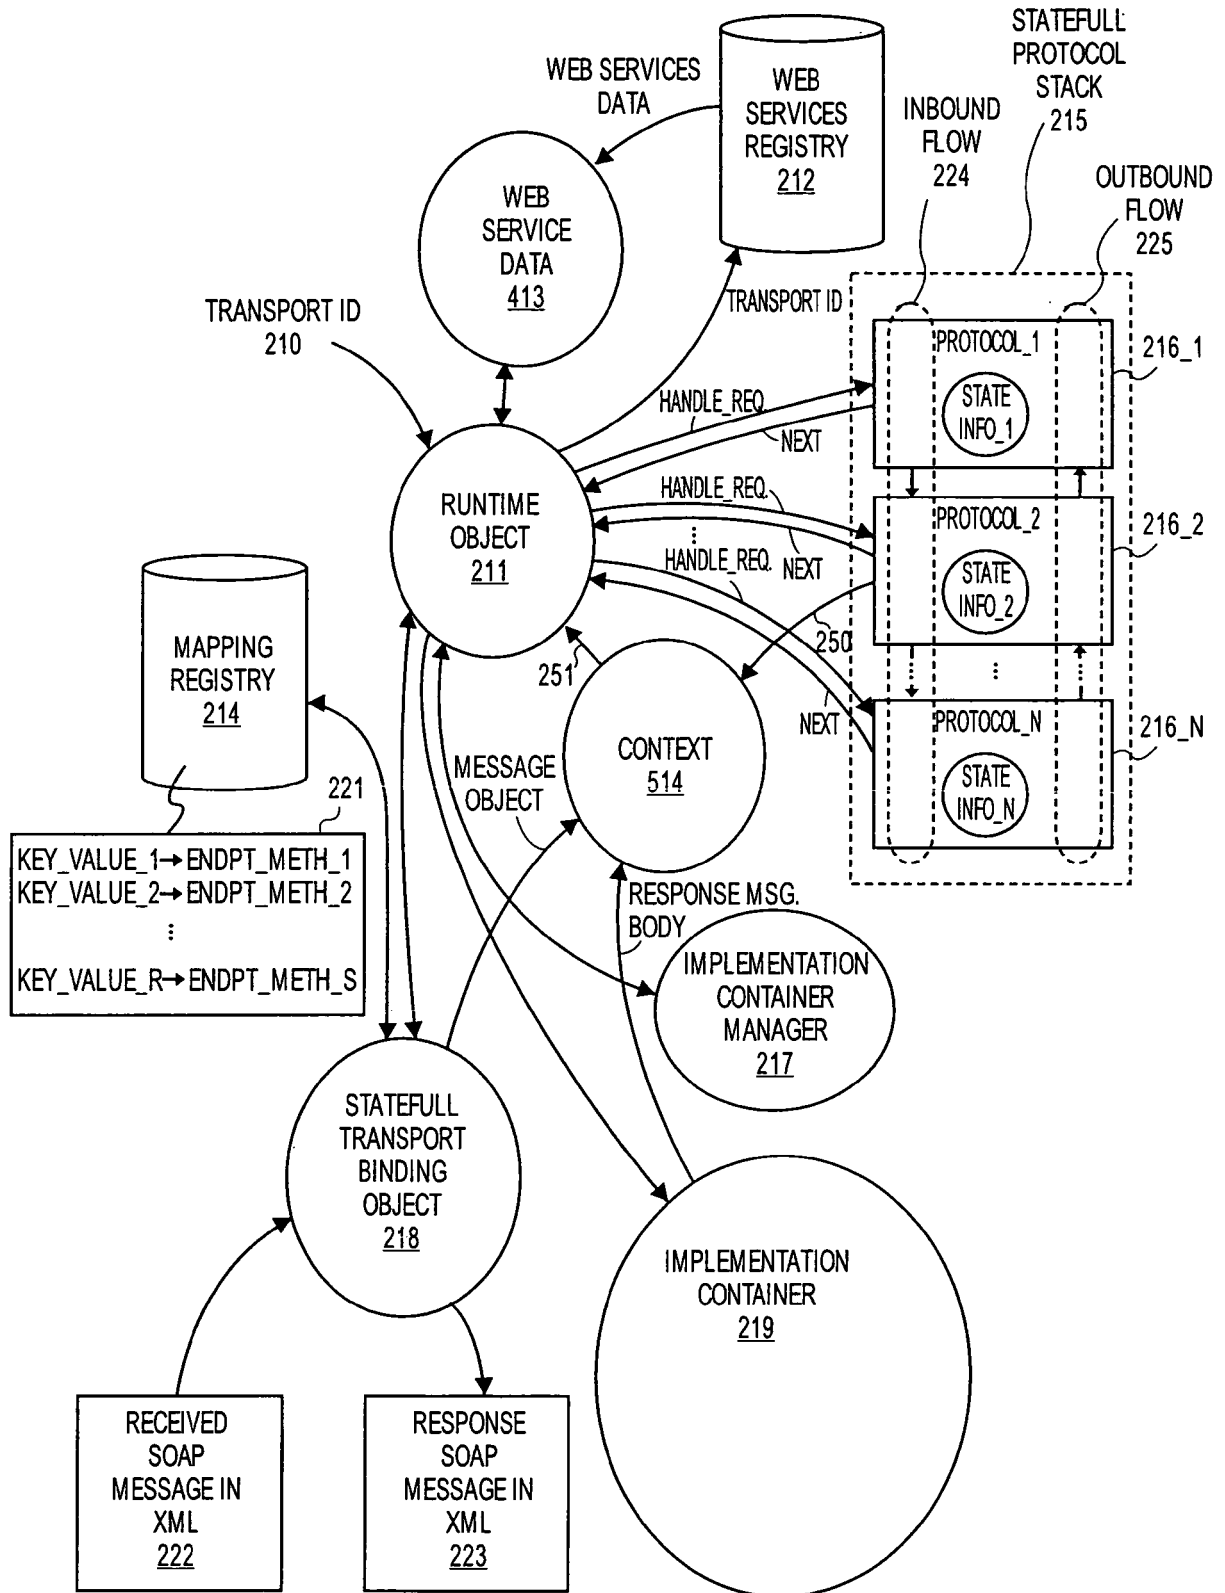 STATEFULL
PROTOCOL
STACK
215
WEB SERVICES
DATA
WEB
SERVICES
REGISTRY
212
INBOUND
FLOW
224
OUTBOUND
FLOW
225
WEB
SERVICE
DATA
413
TRANSPORT ID
210
TRANSPORT ID
PROTOCOL_1
STATE
INFO_1
216_1
HANDLE_REQ.
NEXT
RUNTIME
OBJECT
211
HANDLE_REQ.
NEXT
⋮
PROTOCOL_2
STATE
INFO_2
216_2
HANDLE_REQ.
NEXT
250
251
⋮
PROTOCOL_N
STATE
INFO_N
216_N
MAPPING
REGISTRY
214
CONTEXT
514
MESSAGE
OBJECT
221
KEY_VALUE_1→ENDPT_METH_1
KEY_VALUE_2→ENDPT_METH_2
⋮
KEY_VALUE_R→ENDPT_METH_S
RESPONSE MSG.
BODY
IMPLEMENTATION
CONTAINER
MANAGER
217
STATEFULL
TRANSPORT
BINDING
OBJECT
218
IMPLEMENTATION
CONTAINER
219
RECEIVED
SOAP
MESSAGE IN
XML
222
RESPONSE
SOAP
MESSAGE IN
XML
223